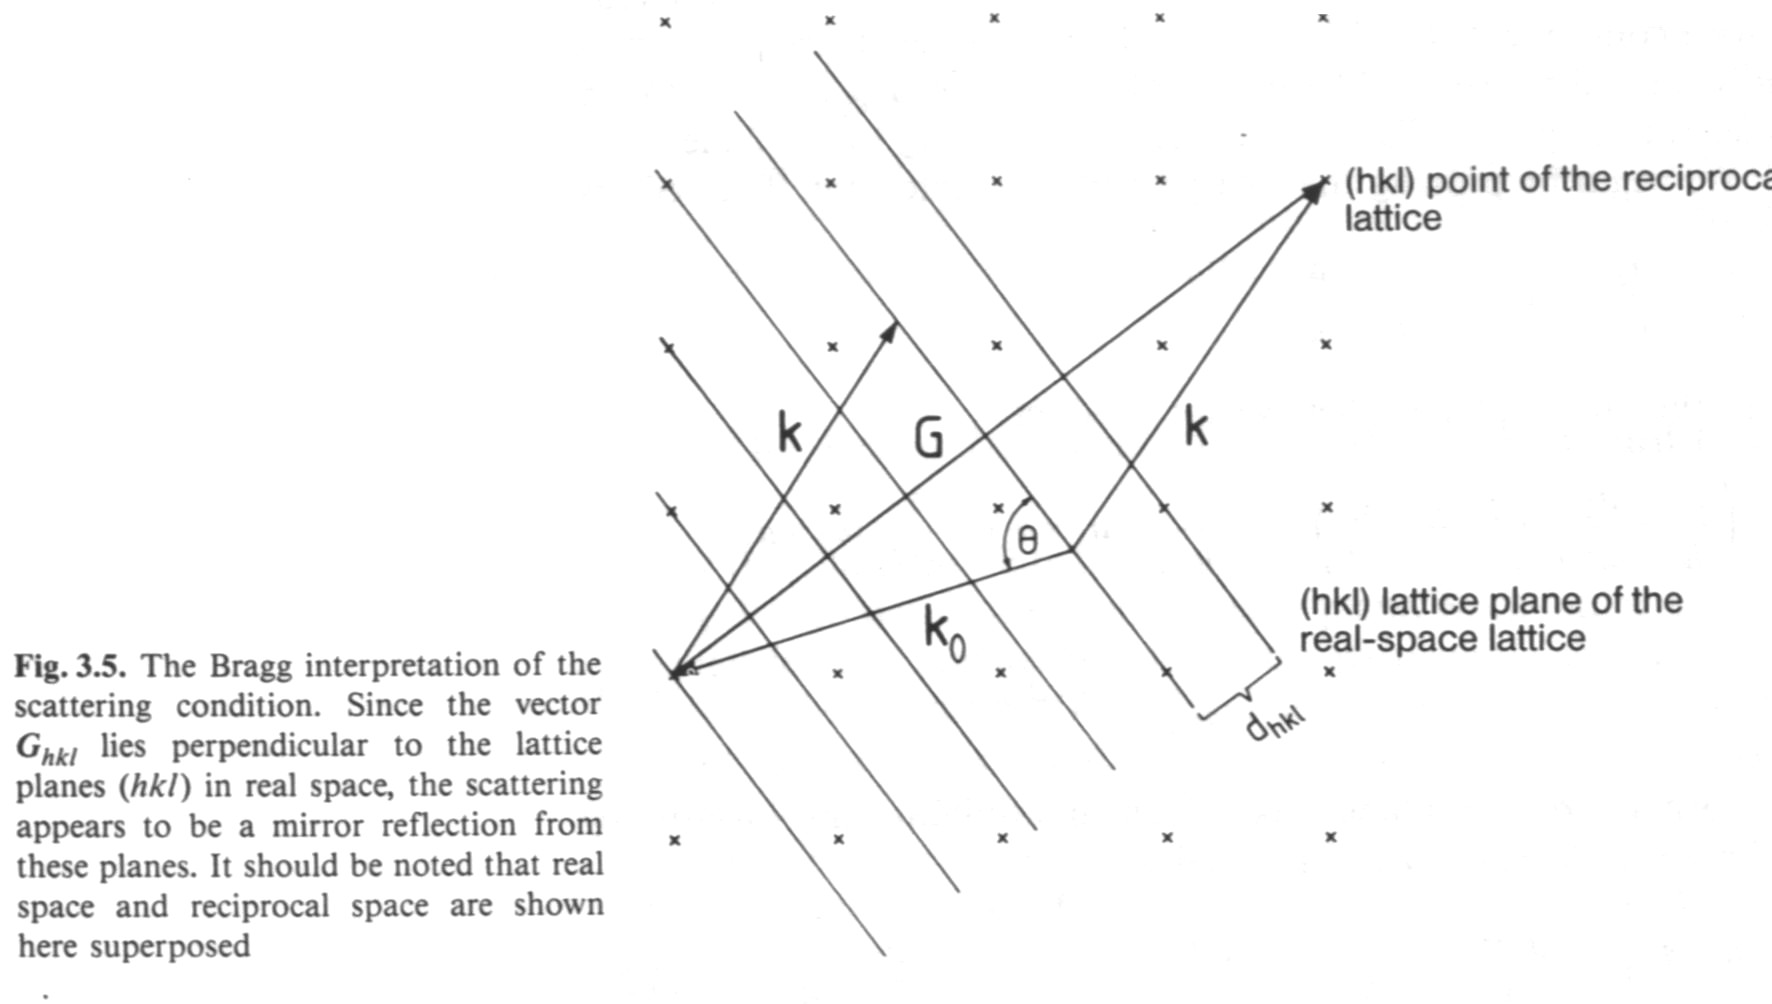 (hkl) point of the reciproca
lattice
k
G
k
θ
k0
(hkl) lattice plane of the
real-space lattice
dhkl
Fig. 3.5. The Bragg interpretation of the
scattering condition. Since the vector
Ghkl lies perpendicular to the lattice
planes (hkl) in real space, the scattering
appears to be a mirror reflection from
these planes. It should be noted that real
space and reciprocal space are shown
here superposed